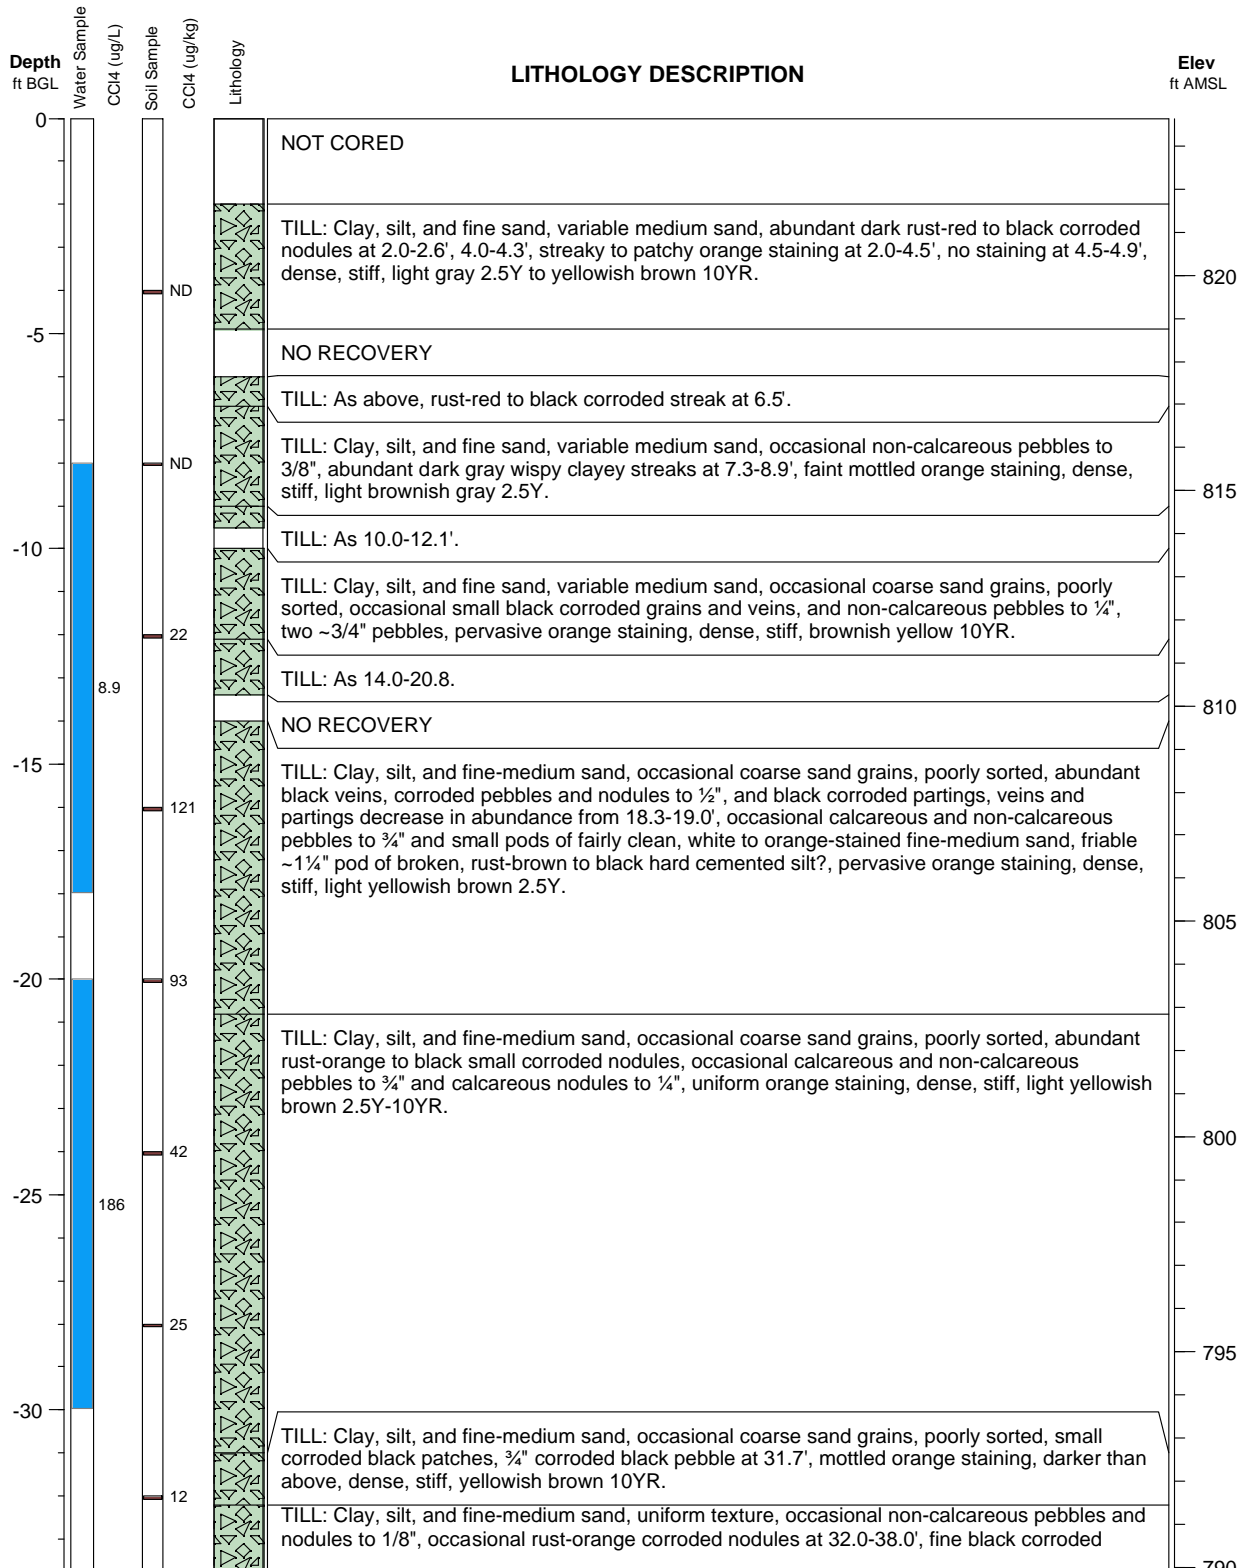 Depth
ft BGL
Water Sample
CCl4 (ug/L)
Soil Sample
CCl4 (ug/kg)
Lithology
LITHOLOGY DESCRIPTION
Elev
ft AMSL
0
NOT CORED
TILL: Clay, silt, and fine sand, variable medium sand, abundant dark rust-red to black corroded
nodules at 2.0-2.6', 4.0-4.3', streaky to patchy orange staining at 2.0-4.5', no staining at 4.5-4.9',
dense, stiff, light gray 2.5Y to yellowish brown 10YR.
820
ND
-5
NO RECOVERY
TILL: As above, rust-red to black corroded streak at 6.5'.
TILL: Clay, silt, and fine sand, variable medium sand, occasional non-calcareous pebbles to
3/8", abundant dark gray wispy clayey streaks at 7.3-8.9', faint mottled orange staining, dense,
stiff, light brownish gray 2.5Y.
ND
815
TILL: As 10.0-12.1'.
-10
TILL: Clay, silt, and fine sand, variable medium sand, occasional coarse sand grains, poorly
sorted, occasional small black corroded grains and veins, and non-calcareous pebbles to ¼",
two ~3/4" pebbles, pervasive orange staining, dense, stiff, brownish yellow 10YR.
22
TILL: As 14.0-20.8.
8.9
810
NO RECOVERY
-15
TILL: Clay, silt, and fine-medium sand, occasional coarse sand grains, poorly sorted, abundant
black veins, corroded pebbles and nodules to ½", and black corroded partings, veins and
partings decrease in abundance from 18.3-19.0', occasional calcareous and non-calcareous
pebbles to ¾" and small pods of fairly clean, white to orange-stained fine-medium sand, friable
~1¼" pod of broken, rust-brown to black hard cemented silt?, pervasive orange staining, dense,
stiff, light yellowish brown 2.5Y.
121
805
-20
93
TILL: Clay, silt, and fine-medium sand, occasional coarse sand grains, poorly sorted, abundant
rust-orange to black small corroded nodules, occasional calcareous and non-calcareous
pebbles to ¾" and calcareous nodules to ¼", uniform orange staining, dense, stiff, light yellowish
brown 2.5Y-10YR.
800
42
-25
186
25
795
-30
TILL: Clay, silt, and fine-medium sand, occasional coarse sand grains, poorly sorted, small
corroded black patches, ¾" corroded black pebble at 31.7', mottled orange staining, darker than
above, dense, stiff, yellowish brown 10YR.
12
TILL: Clay, silt, and fine-medium sand, uniform texture, occasional non-calcareous pebbles and
nodules to 1/8", occasional rust-orange corroded nodules at 32.0-38.0', fine black corroded
790